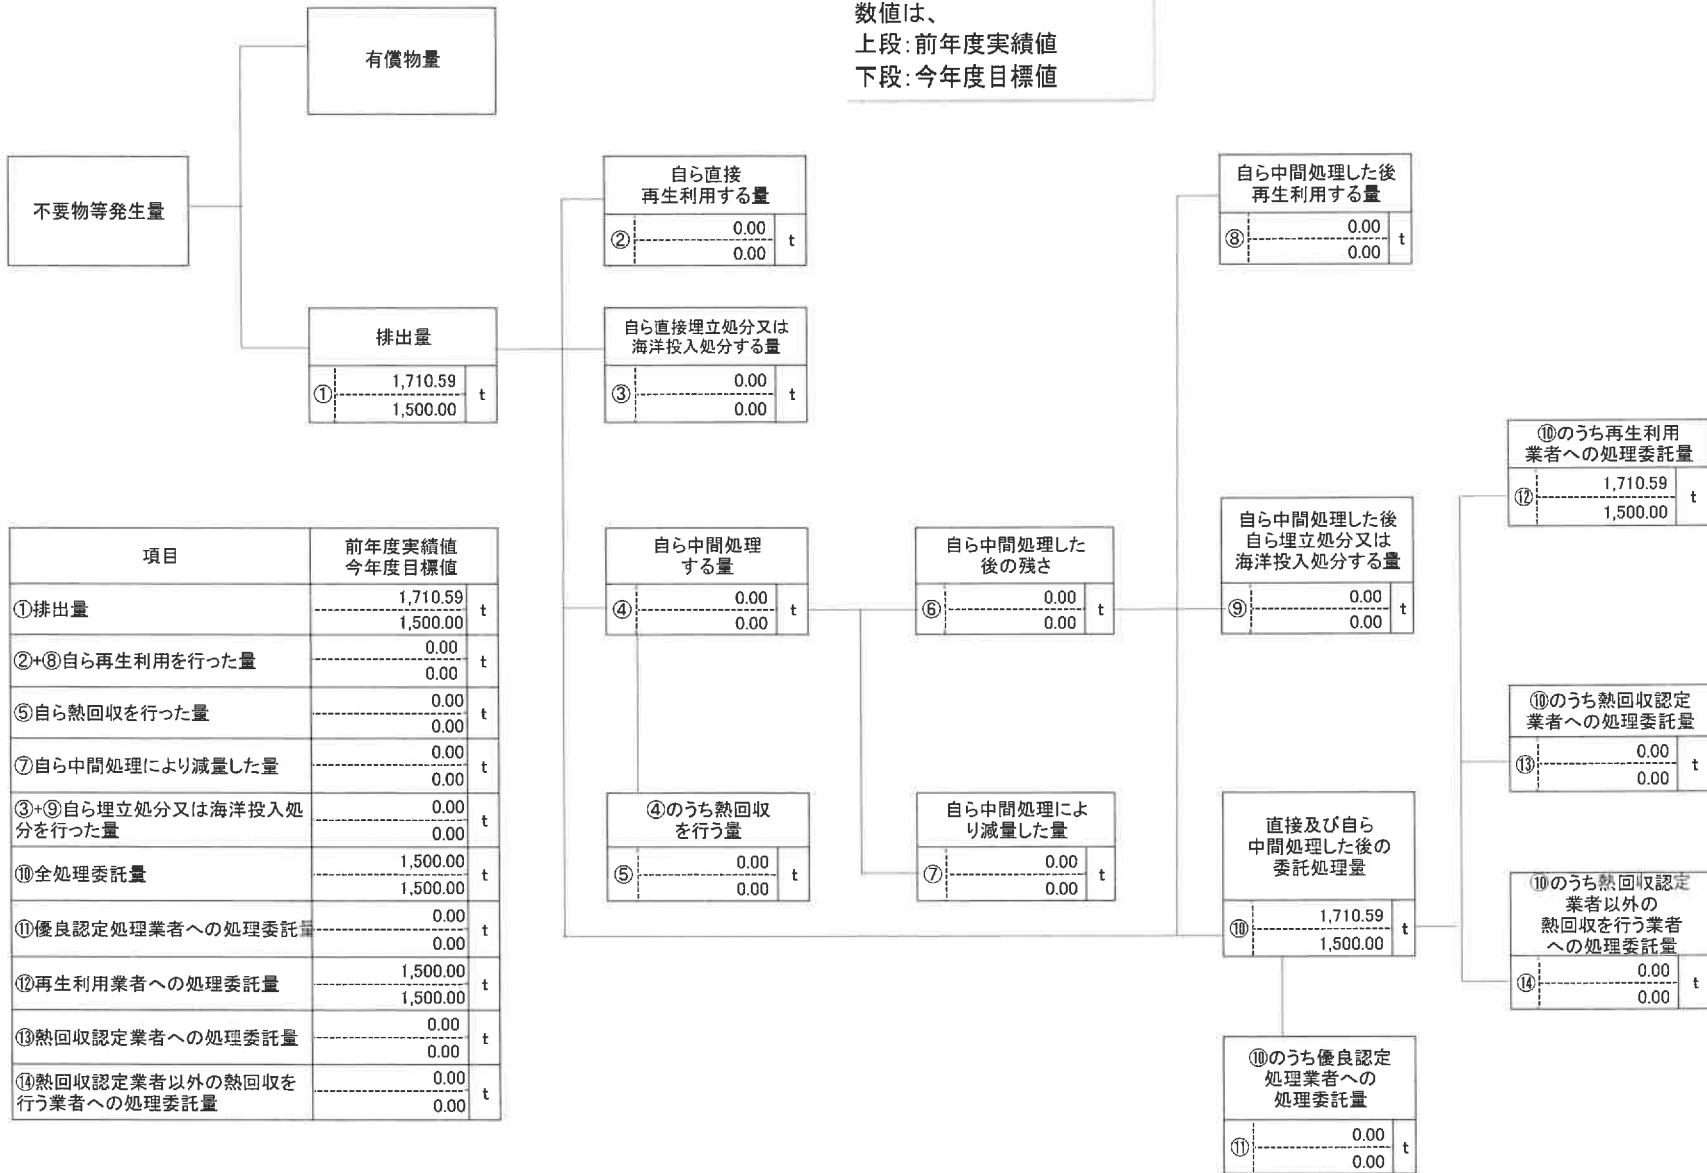 数値は、
上段：前年度実績値
下段：今年度目標値
有償物量
不要物等発生量
排出量
① 1,710.59 t
1,500.00
自ら直接
再生利用する量
② 0.00 t
0.00
自ら直接埋立処分又は
海洋投入処分する量
③ 0.00 t
0.00
自ら中間処理した後
再生利用する量
⑧ 0.00 t
0.00
⑩のうち再生利用
業者への処理委託量
⑫ 1,710.59 t
1,500.00
自ら中間処理
する量
④ 0.00 t
0.00
自ら中間処理した
後の残さ
⑥ 0.00 t
0.00
自ら中間処理した後
自ら埋立処分又は
海洋投入処分する量
⑨ 0.00 t
0.00
⑩のうち熱回収認定
業者への処理委託量
⑬ 0.00 t
0.00
④のうち熱回収
を行う量
⑤ 0.00 t
0.00
自ら中間処理によ
り減量した量
⑦ 0.00 t
0.00
直接及び自ら
中間処理した後の
委託処理量
⑩ 1,710.59 t
1,500.00
⑩のうち熱回収認定
業者以外の
熱回収を行う業者
への処理委託量
⑭ 0.00 t
0.00
⑩のうち優良認定
処理業者への
処理委託量
⑪ 0.00 t
0.00
項目 前年度実績値
今年度目標値
①排出量 1,710.59 t
1,500.00
②+⑧自ら再生利用を行った量 0.00 t
0.00
⑤自ら熱回収を行った量 0.00 t
0.00
⑦自ら中間処理により減量した量 0.00 t
0.00
③+⑨自ら埋立処分又は海洋投入処 0.00 t
分を行った量 0.00
⑩全処理委託量 1,500.00 t
1,500.00
⑪優良認定処理業者への処理委託量 0.00 t
0.00
⑫再生利用業者への処理委託量 1,500.00 t
1,500.00
⑬熱回収認定業者への処理委託量 0.00 t
0.00
⑭熱回収認定業者以外の熱回収を 0.00 t
行う業者への処理委託量 0.00